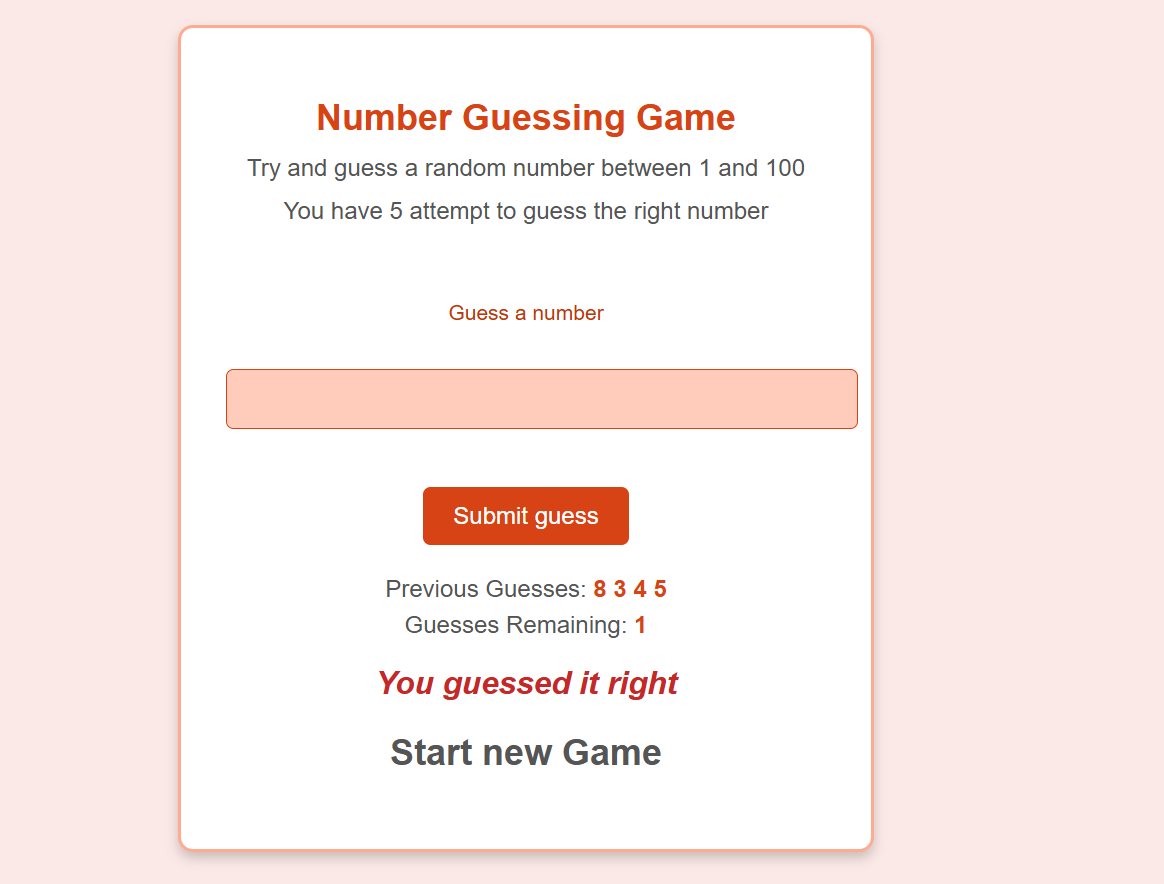 Number Guessing Game
Try and guess a random number between 1 and 100
You have 5 attempt to guess the right number
Guess a number
Submit guess
Previous Guesses: 8 3 4 5
Guesses Remaining: 1
You guessed it right
Start new Game